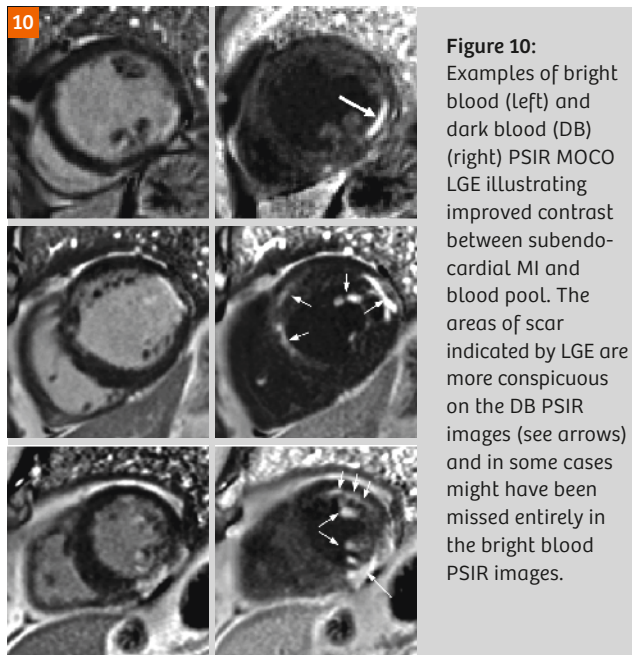 10
Figure 10:
Examples of bright
blood (left) and
dark blood (DB)
(right) PSIR MOCO
LGE illustrating
improved contrast
between subendo-
cardial MI and
blood pool. The
areas of scar
indicated by LGE are
more conspicuous
on the DB PSIR
images (see arrows)
and in some cases
might have been
missed entirely in
the bright blood
PSIR images.